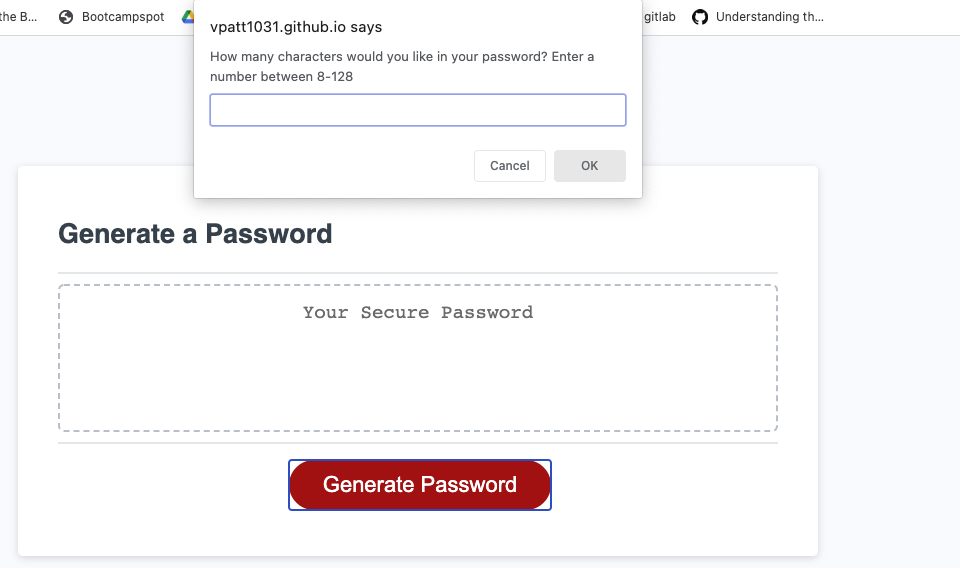 the B... Bootcampspot gitlab Understanding th...
vpatt1031.github.io says
How many characters would you like in your password? Enter a
number between 8-128
Cancel OK
Generate a Password
Your Secure Password
Generate Password